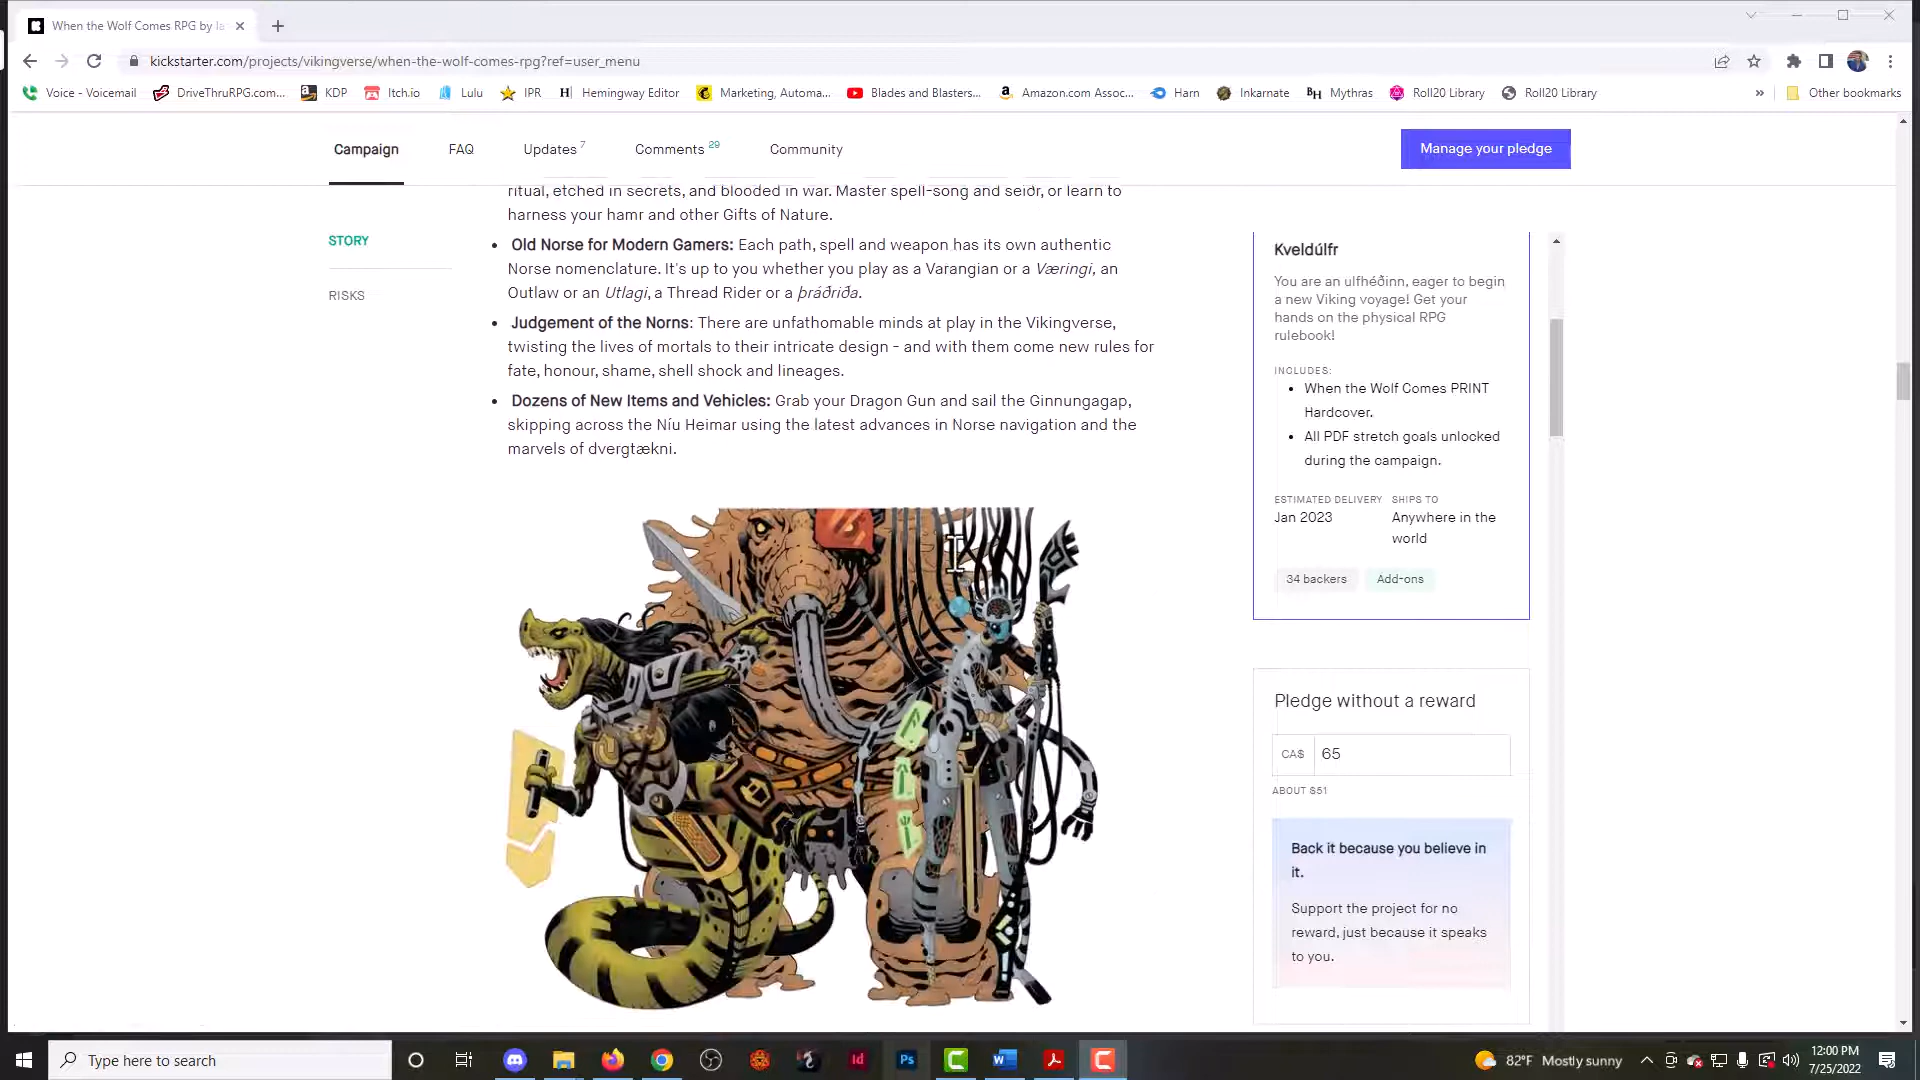 When the Wolf Comes RPG by
kickstarter.com/projects/vikingverse/when-the-wolf-comes-rpg?ref=user_menu
Voice - Voicemail
DriveThruRPG.com...
KDP
Itch.io
Lulu
IPR
Hemingway Editor
Marketing, Automa...
Blades and Blasters...
Amazon.com Assoc...
Harn
Inkarnate
Mythras
Roll20 Library
Roll20 Library
»
Other bookmarks
Campaign
FAQ
Updates 7
Comments 29
Community
Manage your pledge
STORY
RISKS
ritual, etched in secrets, and blooded in war. Master spell-song and seiðr, or learn to
harness your hamr and other Gifts of Nature.
• Old Norse for Modern Gamers: Each path, spell and weapon has its own authentic
Norse nomenclature. It's up to you whether you play as a Varangian or a Væringi, an
Outlaw or an Utlagi, a Thread Rider or a þráðriða.
• Judgement of the Norns: There are unfathomable minds at play in the Vikingverse,
twisting the lives of mortals to their intricate design - and with them come new rules for
fate, honour, shame, shell shock and lineages.
• Dozens of New Items and Vehicles: Grab your Dragon Gun and sail the Ginnungagap,
skipping across the Níu Heimar using the latest advances in Norse navigation and the
marvels of dvergtækni.
Kveldúlfr
You are an ulfhéðinn, eager to begin
a new Viking voyage! Get your
hands on the physical RPG
rulebook!
INCLUDES:
• When the Wolf Comes PRINT
Hardcover.
• All PDF stretch goals unlocked
during the campaign.
ESTIMATED DELIVERY
Jan 2023
SHIPS TO
Anywhere in the
world
34 backers
Add-ons
Pledge without a reward
CA$ 65
ABOUT $51
Back it because you believe in
it.
Support the project for no
reward, just because it speaks
to you.
Type here to search
82°F Mostly sunny
12:00 PM
7/25/2022